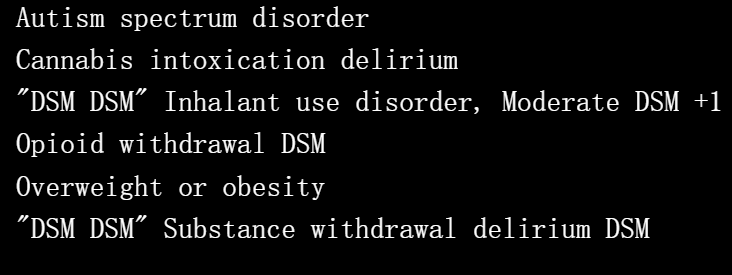 Autism spectrum disorder
Cannabis intoxication delirium
"DSM DSM" Inhalant use disorder, Moderate DSM +1
Opioid withdrawal DSM
Overweight or obesity
"DSM DSM" Substance withdrawal delirium DSM